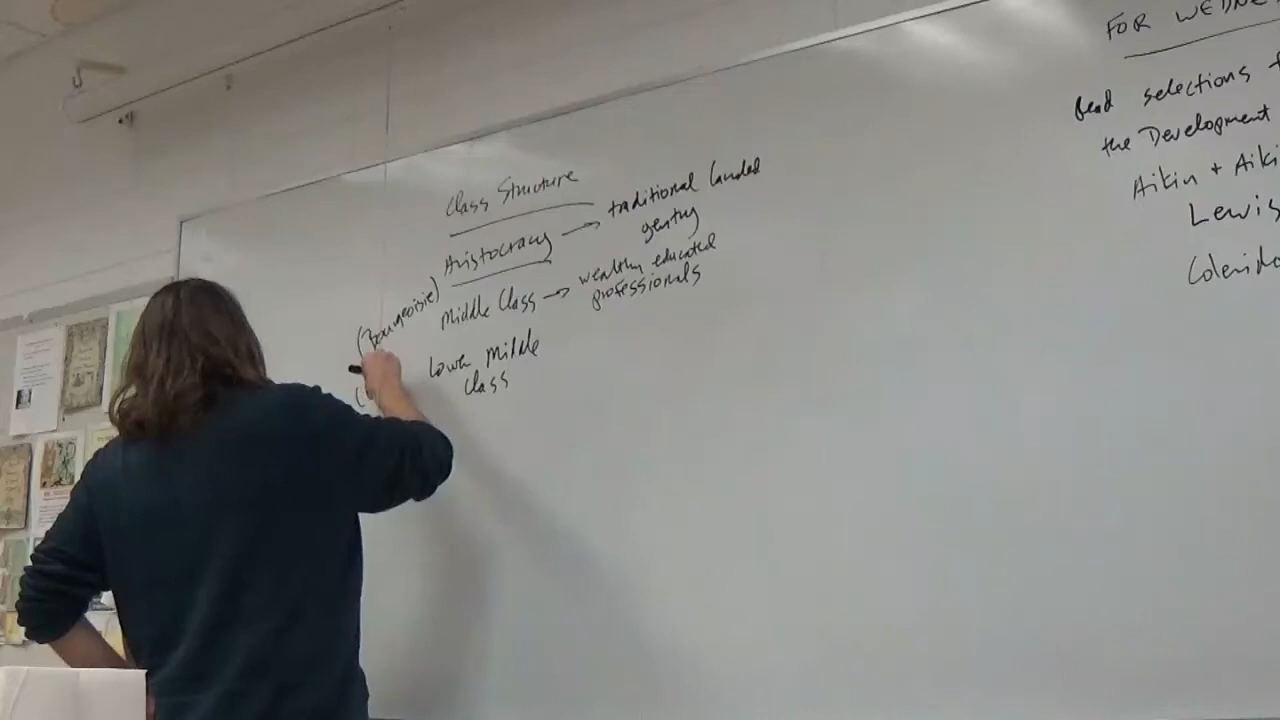 Class Structure
Aristocracy → traditional landed
gentry
(Bourgeoisie)
Middle Class → wealthy educated
professionals
Lower Middle
Class
(
FOR WEDNE
Read selections f
the Development
Aikin + Aiki
Lewis
Colerid